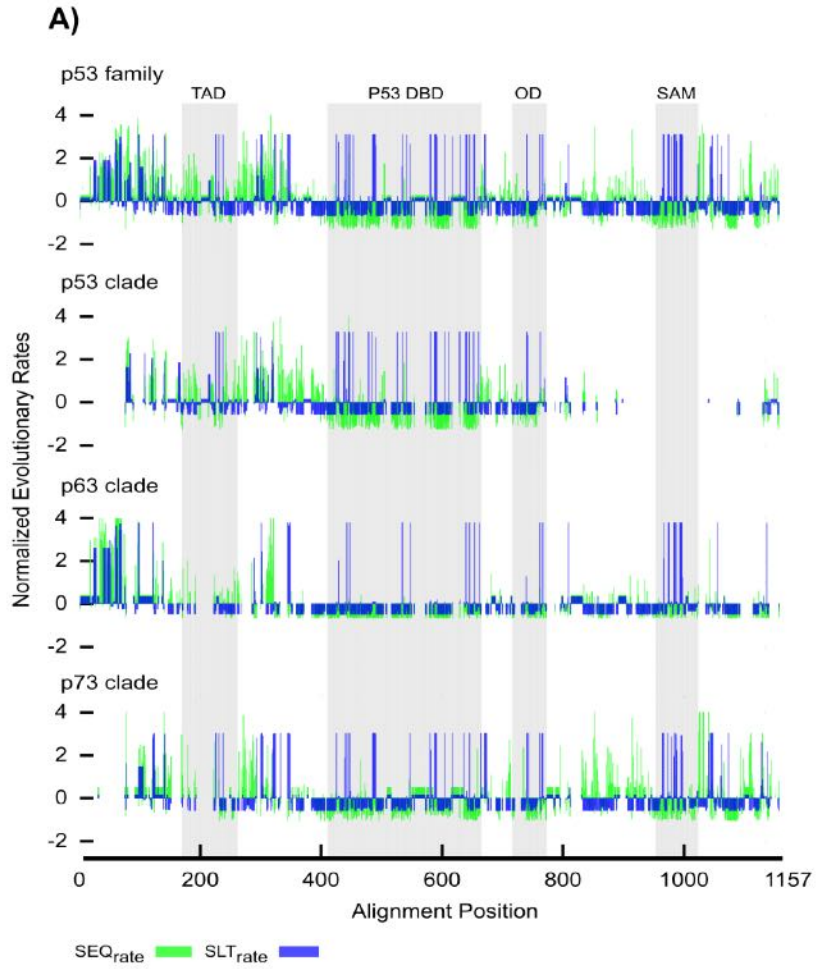 A)
p53 family
TAD P53 DBD OD SAM
4
2
0
-2
p53 clade
4
2
0
-2
p63 clade
4
2
0
-2
p73 clade
4
2
0
-2
Normalized Evolutionary Rates
0 200 400 600 800 1000 1157
Alignment Position
SEQrate SLTrate